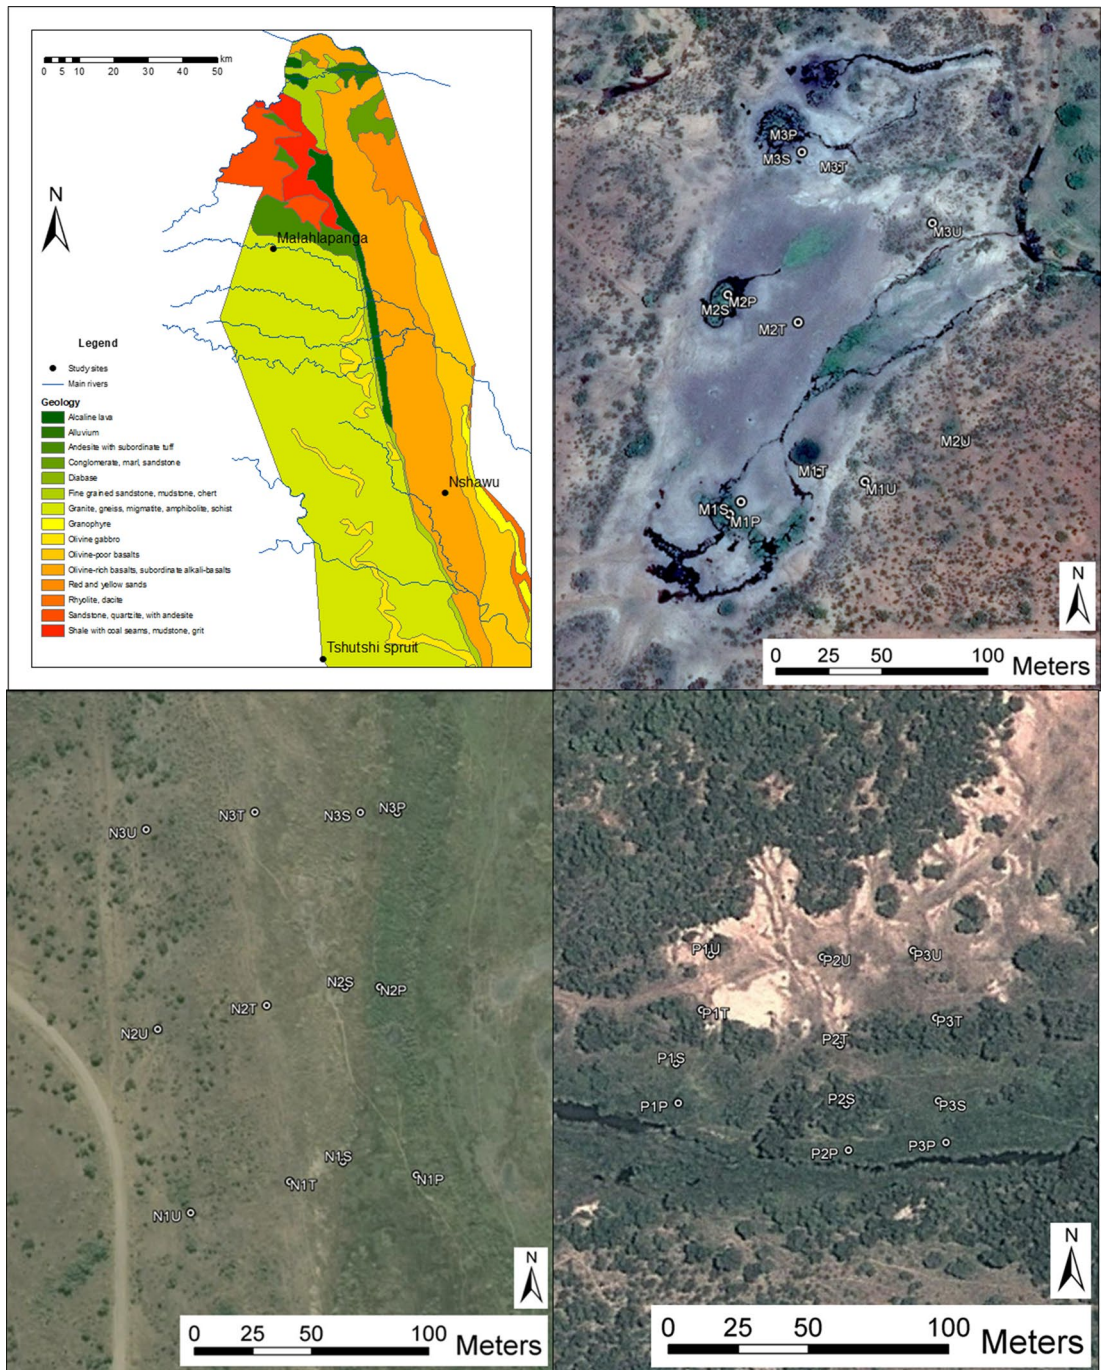 0 5 10 20 30 40 50 km
N
Malahlapanga
Legend
Study sites
Main rivers
Geology
Alcaline lava
Alluvium
Andesite with subordinate tuff
Conglomerate, marl, sandstone
Diabase
Fine grained sandstone, mudstone, chert
Granite, gneiss, migmatite, amphibolite, schist
Granophyre
Olivine gabbro
Olivine-poor basalts
Olivine-rich basalts, subordinate alkali-basalts
Red and yellow sands
Rhyolite, dacite
Sandstone, quartzite, with andesite
Shale with coal seams, mudstone, grit
Nshawu
Tshutshi spruit
M3P
M3S
M3T
M3U
M2P
M2S
M2T
M2U
M1T
M1U
M1S
M1P
N
0 25 50 100 Meters
N3P
N3T
N3S
N3U
N2S
N2P
N2T
N2U
N1S
N1T
N1P
N1U
N
0 25 50 100 Meters
P1U
P2U
P3U
P1T
P3T
P2T
P1S
P2S
P3S
P1P
P3P
P2P
N
0 25 50 100 Meters